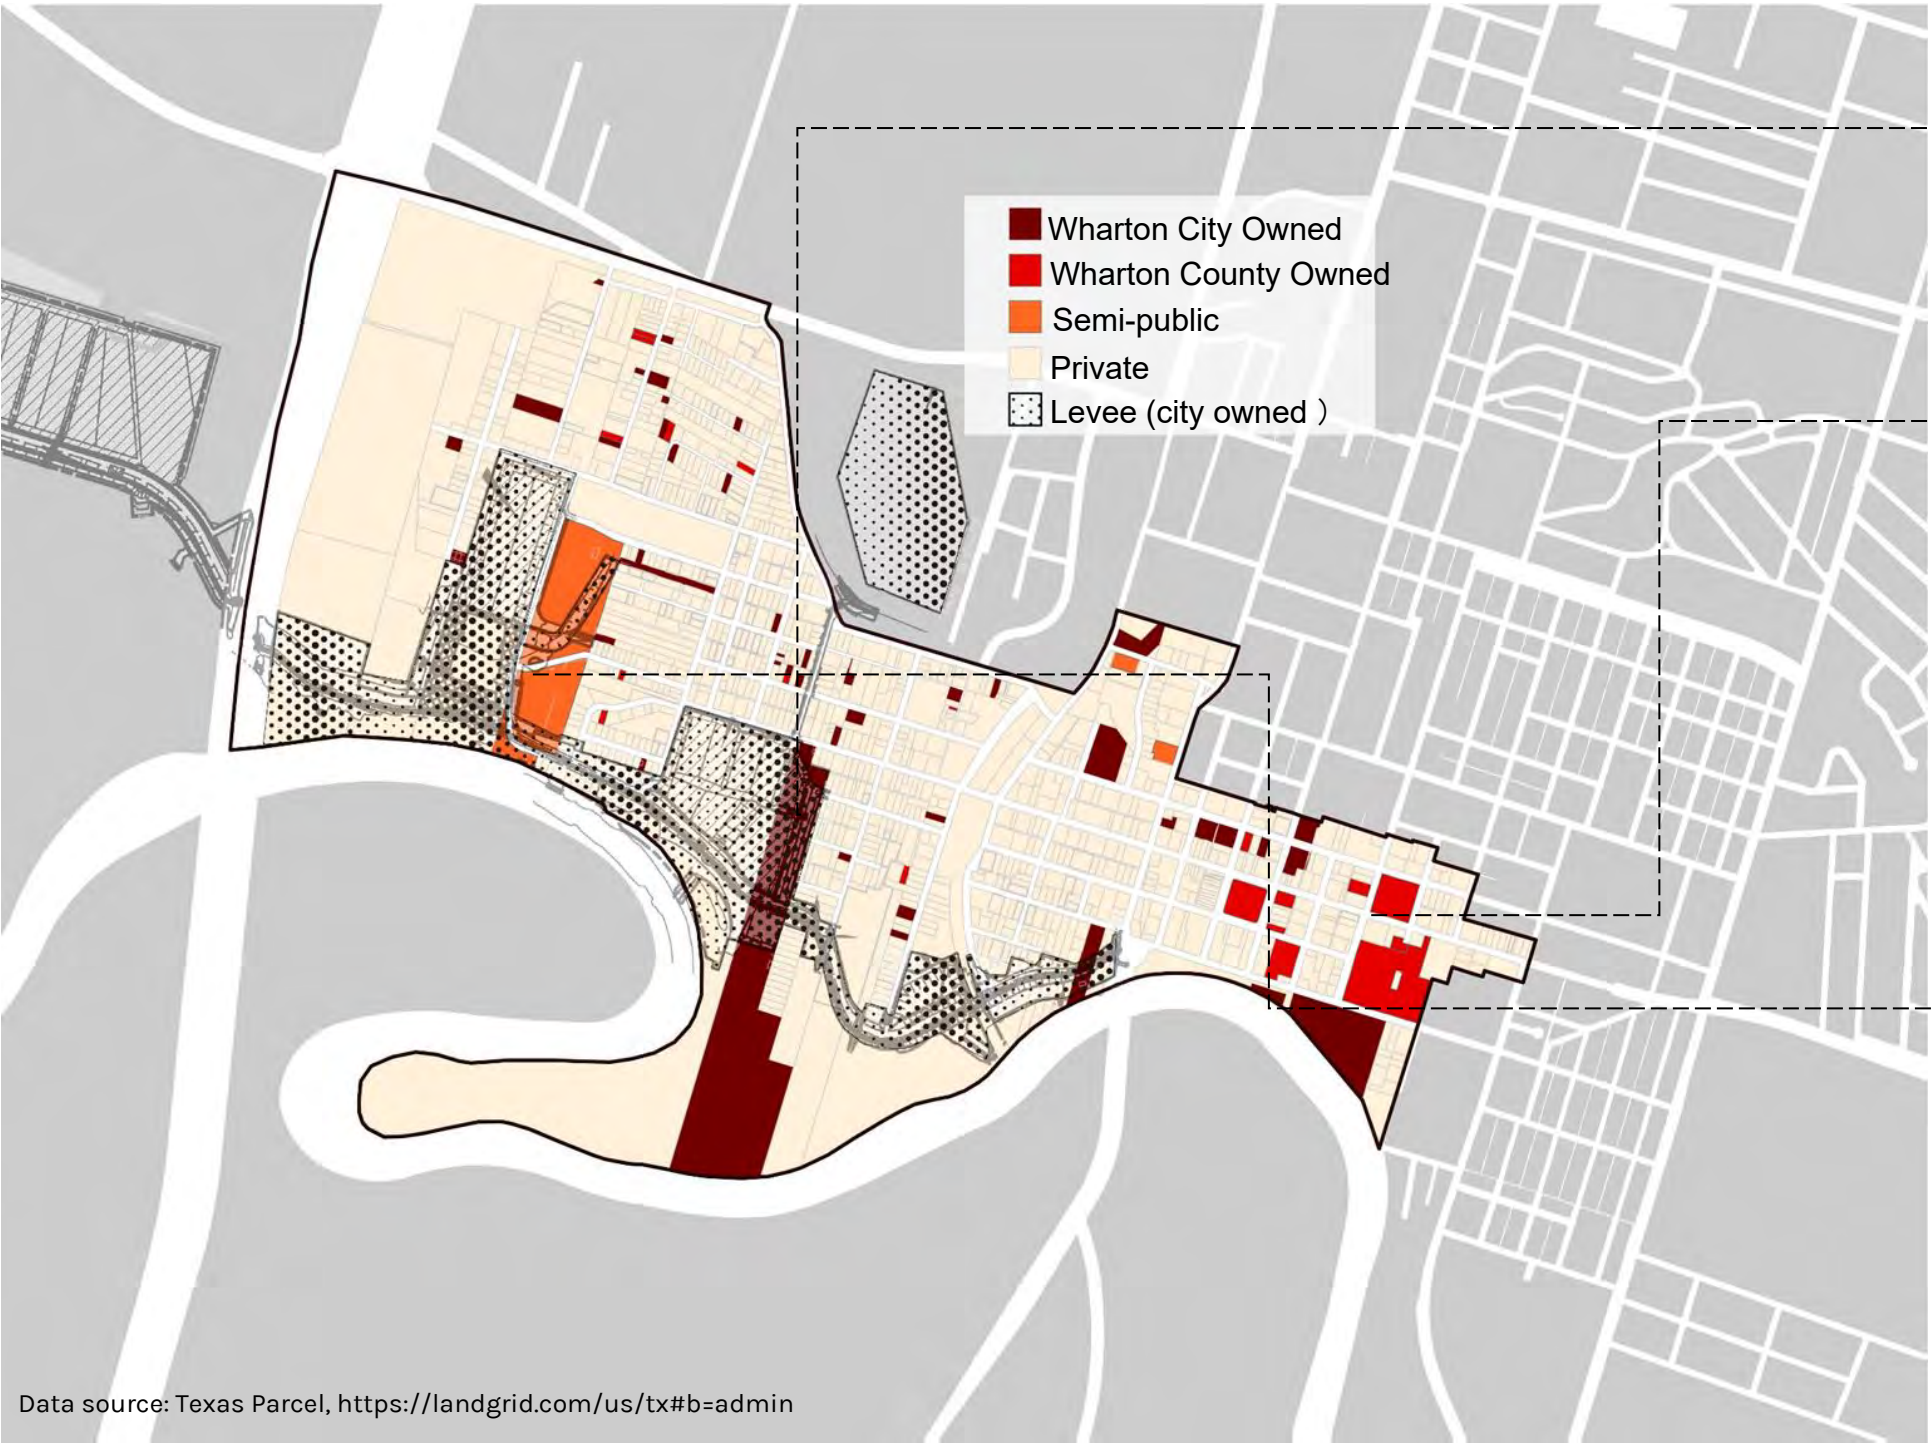 Wharton City Owned
Wharton County Owned
Semi-public
Private
Levee (city owned ）
Data source: Texas Parcel, https://landgrid.com/us/tx#b=admin